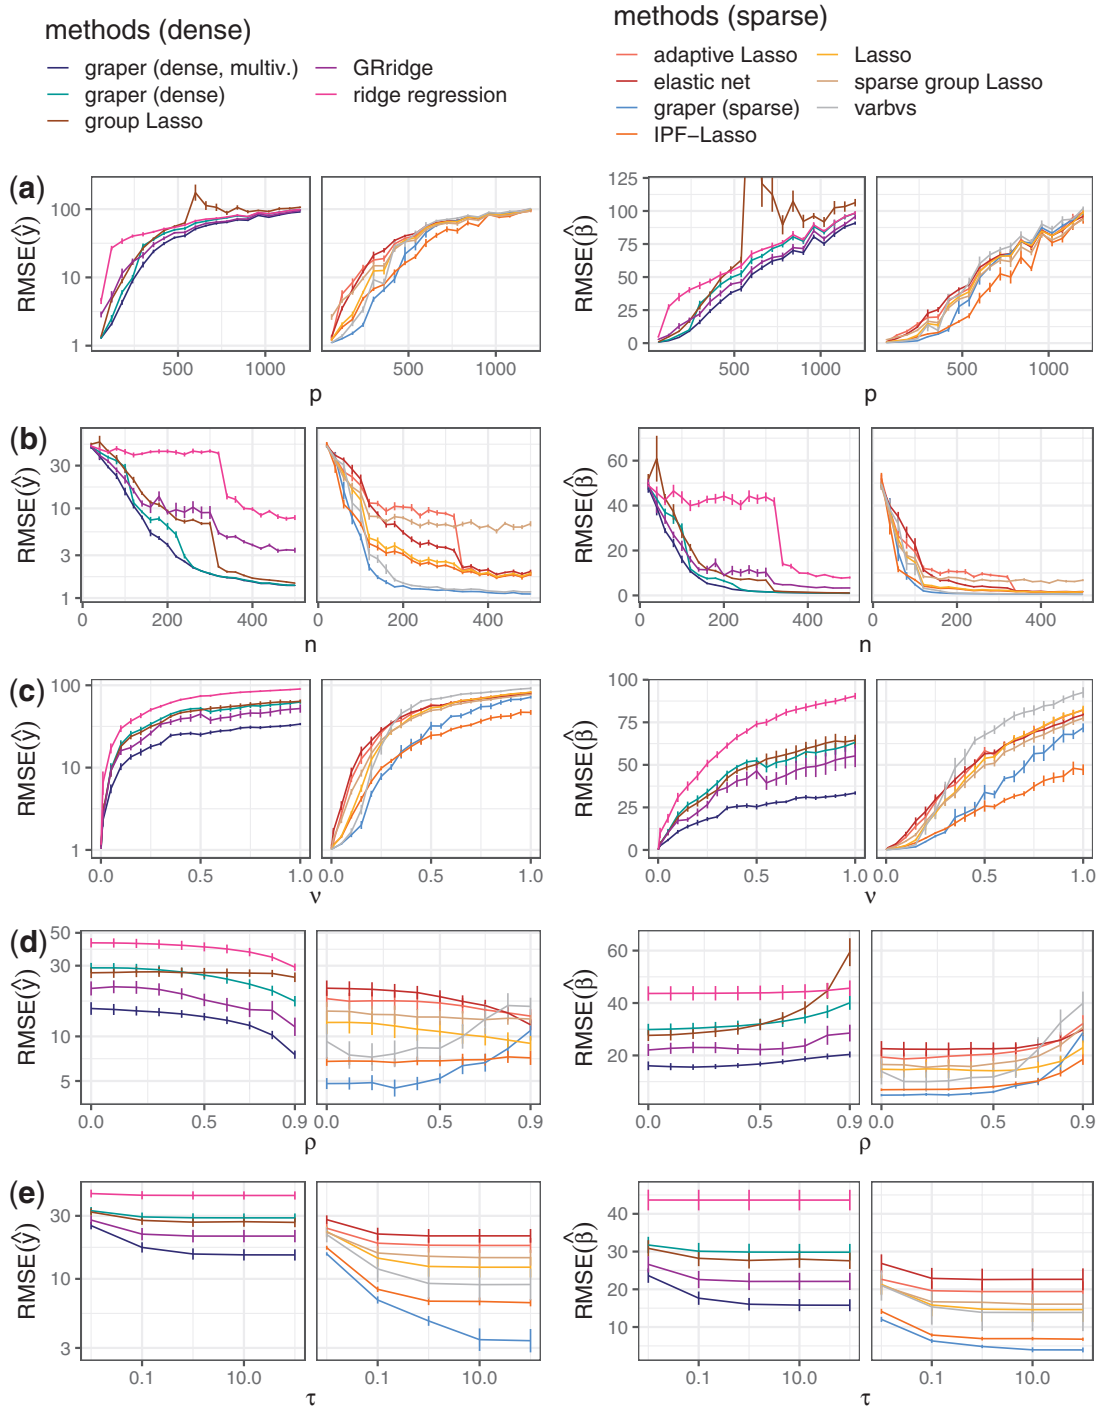 methods (dense)
graper (dense, multiv.)
graper (dense)
group Lasso
GRridge
ridge regression
methods (sparse)
adaptive Lasso
elastic net
graper (sparse)
IPF−Lasso
Lasso
sparse group Lasso
varbvs
(a)
RMSE(ŷ)
100
10
1
500
1000
500
1000
p
RMSE(β̂)
125
100
75
50
25
0
500
1000
500
1000
p
(b)
RMSE(ŷ)
30
10
3
1
0
200
400
0
200
400
n
RMSE(β̂)
60
40
20
0
0
200
400
0
200
400
n
(c)
RMSE(ŷ)
100
10
1
0.0
0.5
1.0
0.0
0.5
1.0
ν
RMSE(β̂)
100
75
50
25
0
0.0
0.5
1.0
0.0
0.5
1.0
ν
(d)
RMSE(ŷ)
50
30
10
5
0.0
0.5
0.9
0.0
0.5
0.9
ρ
RMSE(β̂)
60
40
20
0.0
0.5
0.9
0.0
0.5
0.9
ρ
(e)
RMSE(ŷ)
30
10
3
0.1
10.0
0.1
10.0
τ
RMSE(β̂)
40
30
20
10
0.1
10.0
0.1
10.0
τ